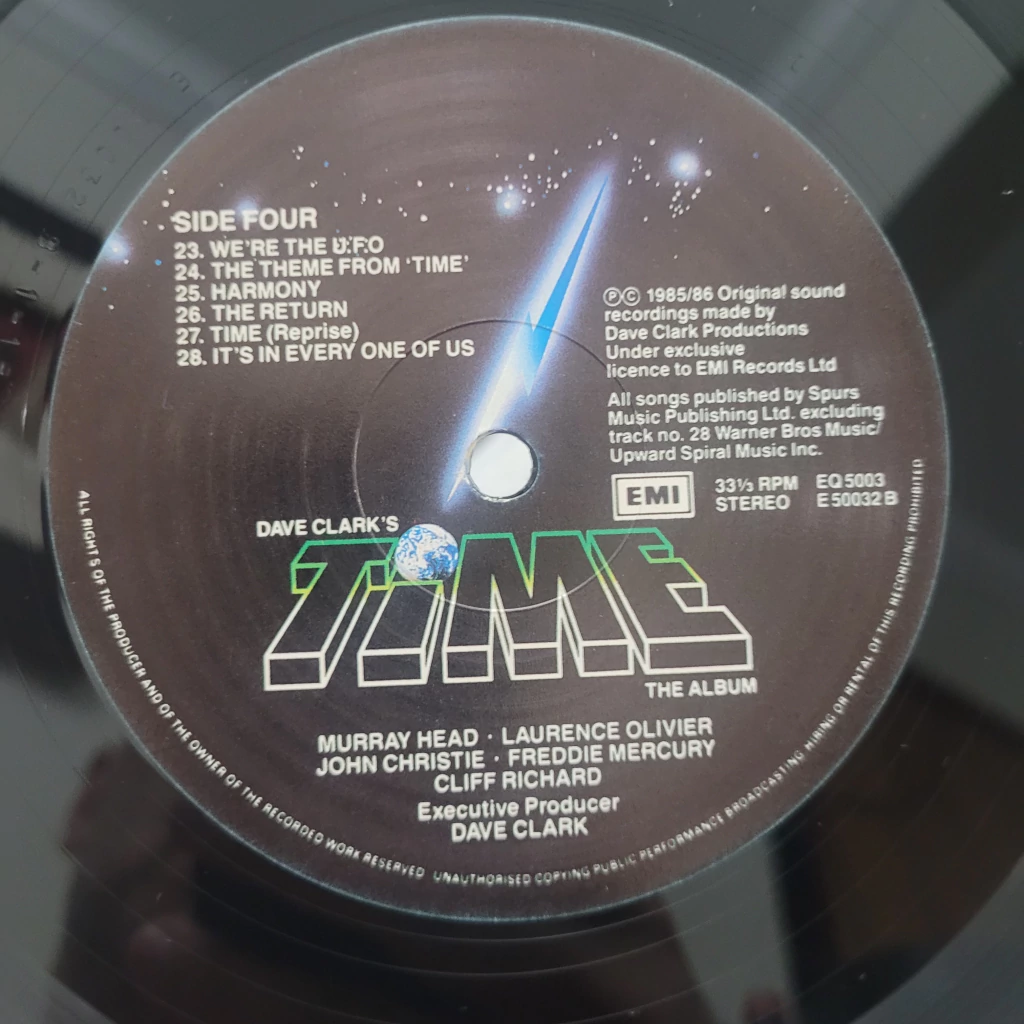 SIDE FOUR
23. WE'RE THE U.F.O
24. THE THEME FROM 'TIME'
25. HARMONY
26. THE RETURN
27. TIME (Reprise)
28. IT'S IN EVERY ONE OF US
Ⓟ© 1985/86 Original sound
recordings made by
Dave Clark Productions
Under exclusive
licence to EMI Records Ltd
All songs published by Spurs
Music Publishing Ltd. excluding
track no. 28 Warner Bros Music/
Upward Spiral Music Inc.
EMI
33⅓ RPM EQ 5003
STEREO E 50032 B
DAVE CLARK'S
TiME
THE ALBUM
MURRAY HEAD · LAURENCE OLIVIER
JOHN CHRISTIE · FREDDIE MERCURY
CLIFF RICHARD
Executive Producer
DAVE CLARK
ALL RIGHTS OF THE PRODUCER AND OF THE OWNER OF THE RECORDED WORK RESERVED UNAUTHORISED COPYING PUBLIC PERFORMANCE BROADCASTING HIRING OR RENTAL OF THIS RECORDING PROHIBITED